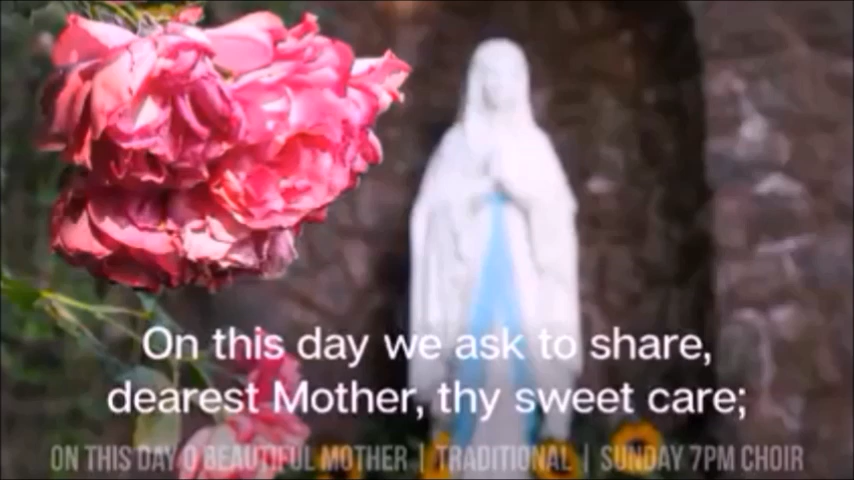 On this day we ask to share,
dearest Mother, thy sweet care;
ON THIS DAY O BEAUTIFUL MOTHER | TRADITIONAL | SUNDAY 7PM CHOIR